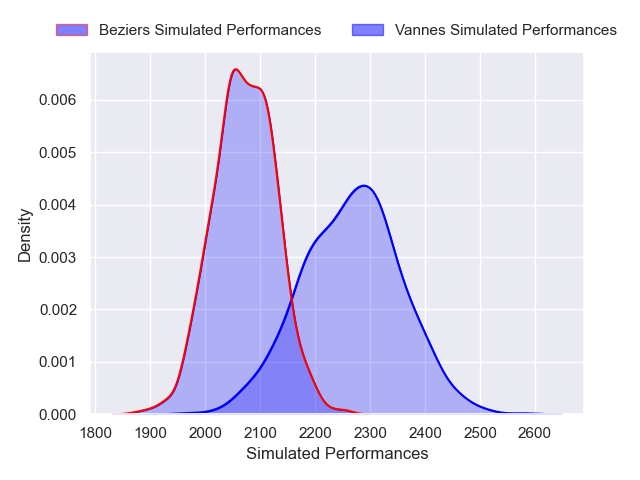 Beziers Simulated Performances Vannes Simulated Performances
0.006
0.005
0.004
0.003
0.002
0.001
0.000
Density
1800 1900 2000 2100 2200 2300 2400 2500 2600
Simulated Performances